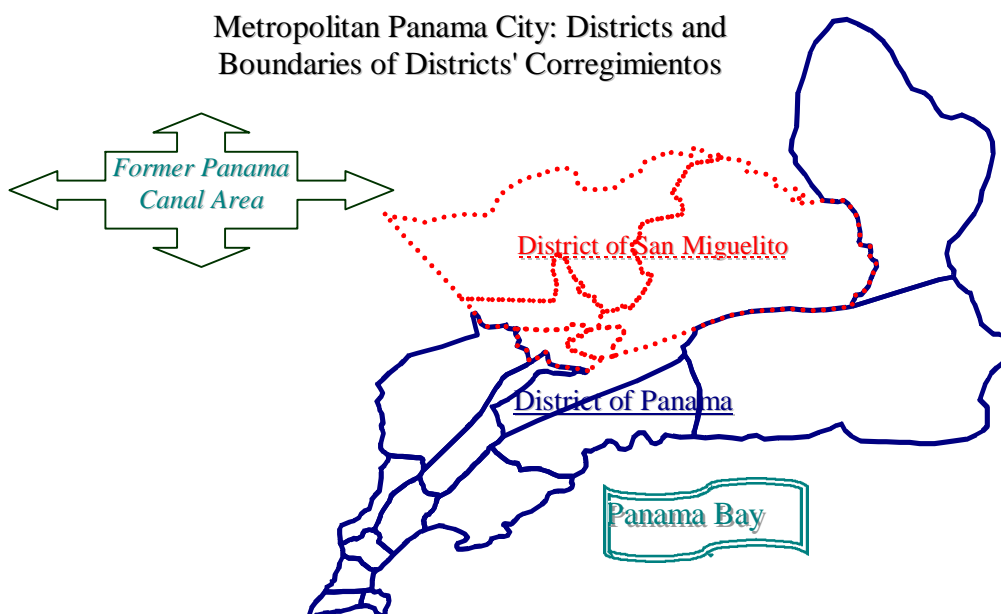 Metropolitan Panama City: Districts and
Boundaries of Districts' Corregimientos
Former Panama
Canal Area
District of San Miguelito
District of Panama
Panama Bay